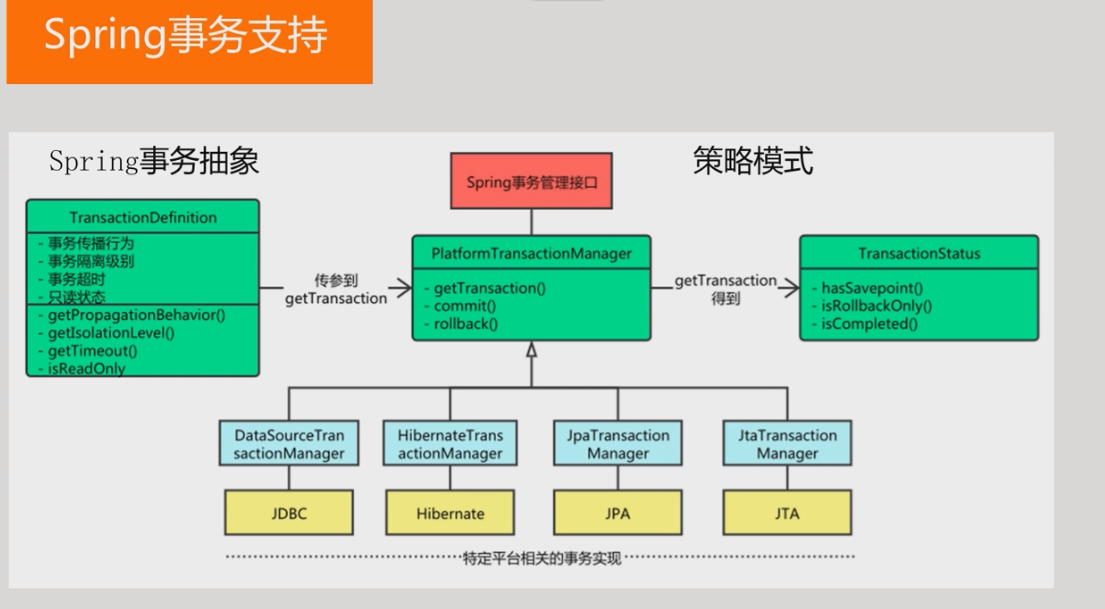 Spring事务支持
Spring事务抽象
策略模式
Spring事务管理接口
TransactionDefinition
- 事务传播行为
- 事务隔离级别
- 事务超时
- 只读状态
- getPropagationBehavior()
- getIsolationLevel()
- getTimeout()
- isReadOnly
传参到
getTransaction
PlatformTransactionManager
- getTransaction()
- commit()
- rollback()
getTransaction
得到
TransactionStatus
- hasSavepoint()
- isRollbackOnly()
- isCompleted()
DataSourceTran
sactionManager
HibernateTrans
actionManager
JpaTransaction
Manager
JtaTransaction
Manager
JDBC
Hibernate
JPA
JTA
特定平台相关的事务实现